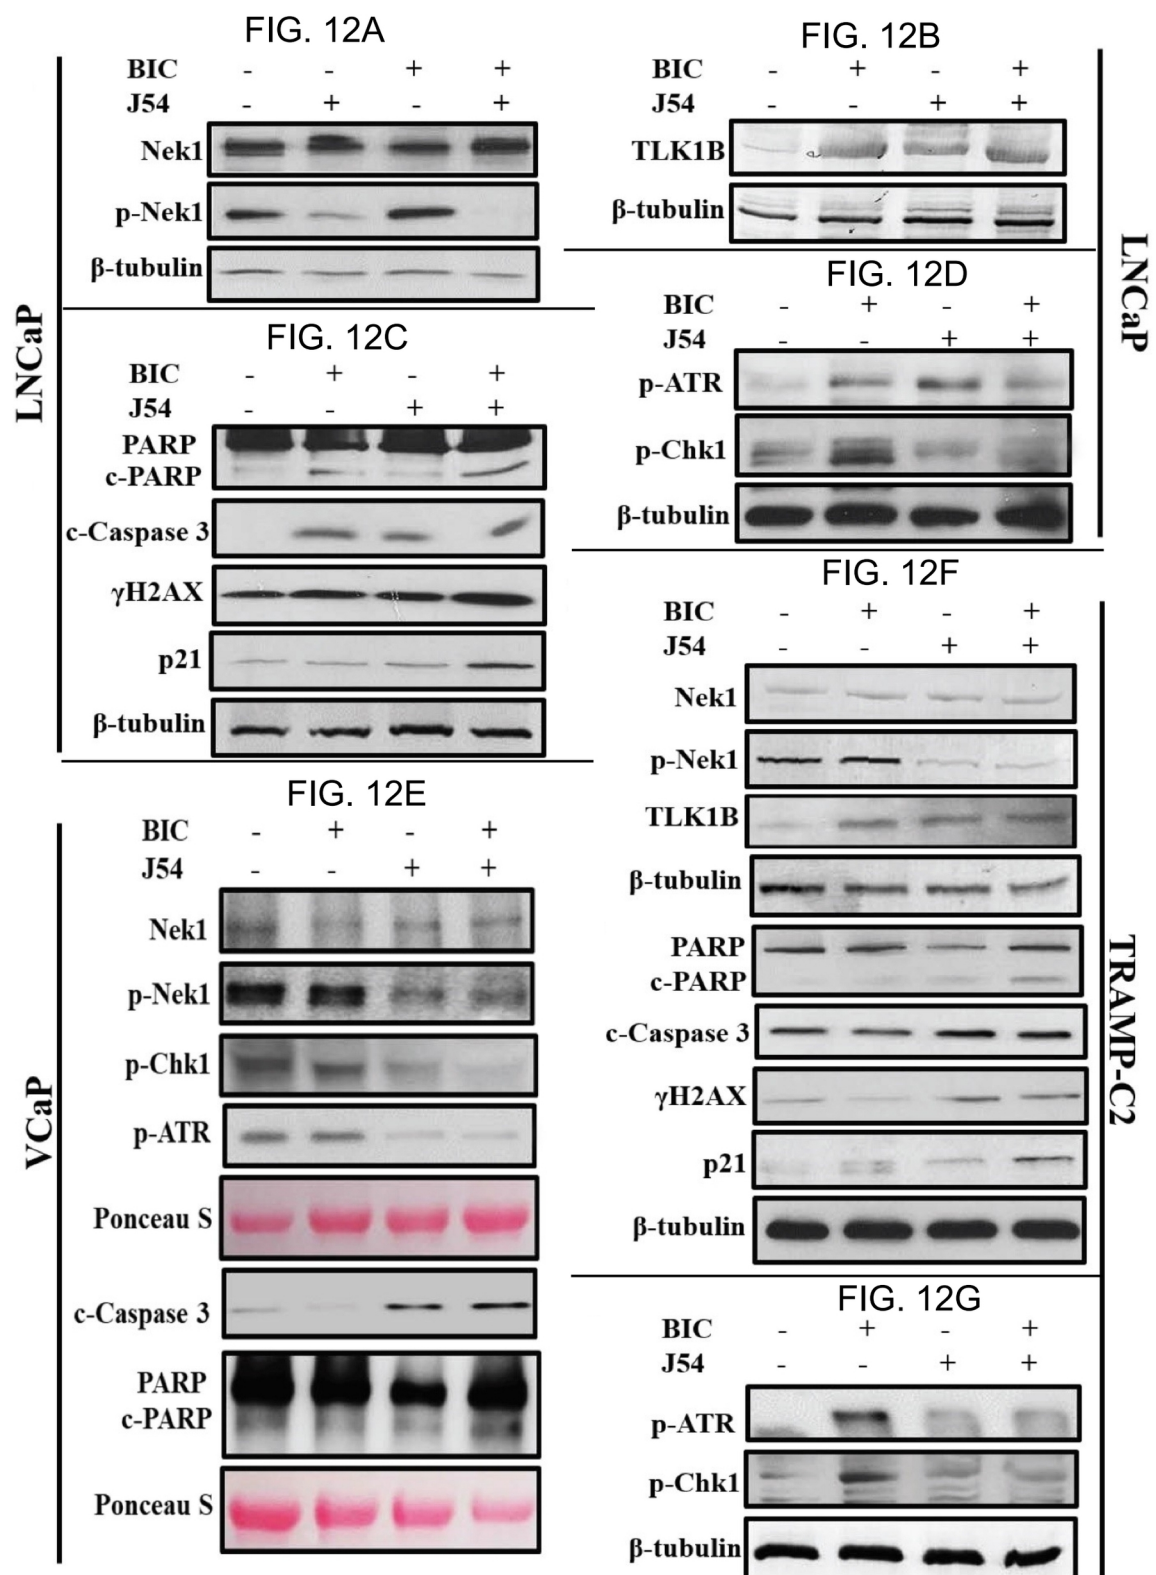 FIG. 12A
BIC - - + +
J54 - + - +
Nek1
p-Nek1
β-tubulin
FIG. 12B
BIC - + - +
J54 - - + +
TLK1B
β-tubulin
LNCaP
FIG. 12C
BIC - + - +
J54 - - + +
PARP
c-PARP
c-Caspase 3
γH2AX
p21
β-tubulin
FIG. 12D
BIC - + - +
J54 - - + +
p-ATR
p-Chk1
β-tubulin
LNCaP
FIG. 12E
BIC - + - +
J54 - - + +
Nek1
p-Nek1
p-Chk1
p-ATR
Ponceau S
c-Caspase 3
PARP
c-PARP
Ponceau S
VCaP
FIG. 12F
BIC - + - +
J54 - - + +
Nek1
p-Nek1
TLK1B
β-tubulin
PARP
c-PARP
c-Caspase 3
γH2AX
p21
β-tubulin
TRAMP-C2
FIG. 12G
BIC - + - +
J54 - - + +
p-ATR
p-Chk1
β-tubulin